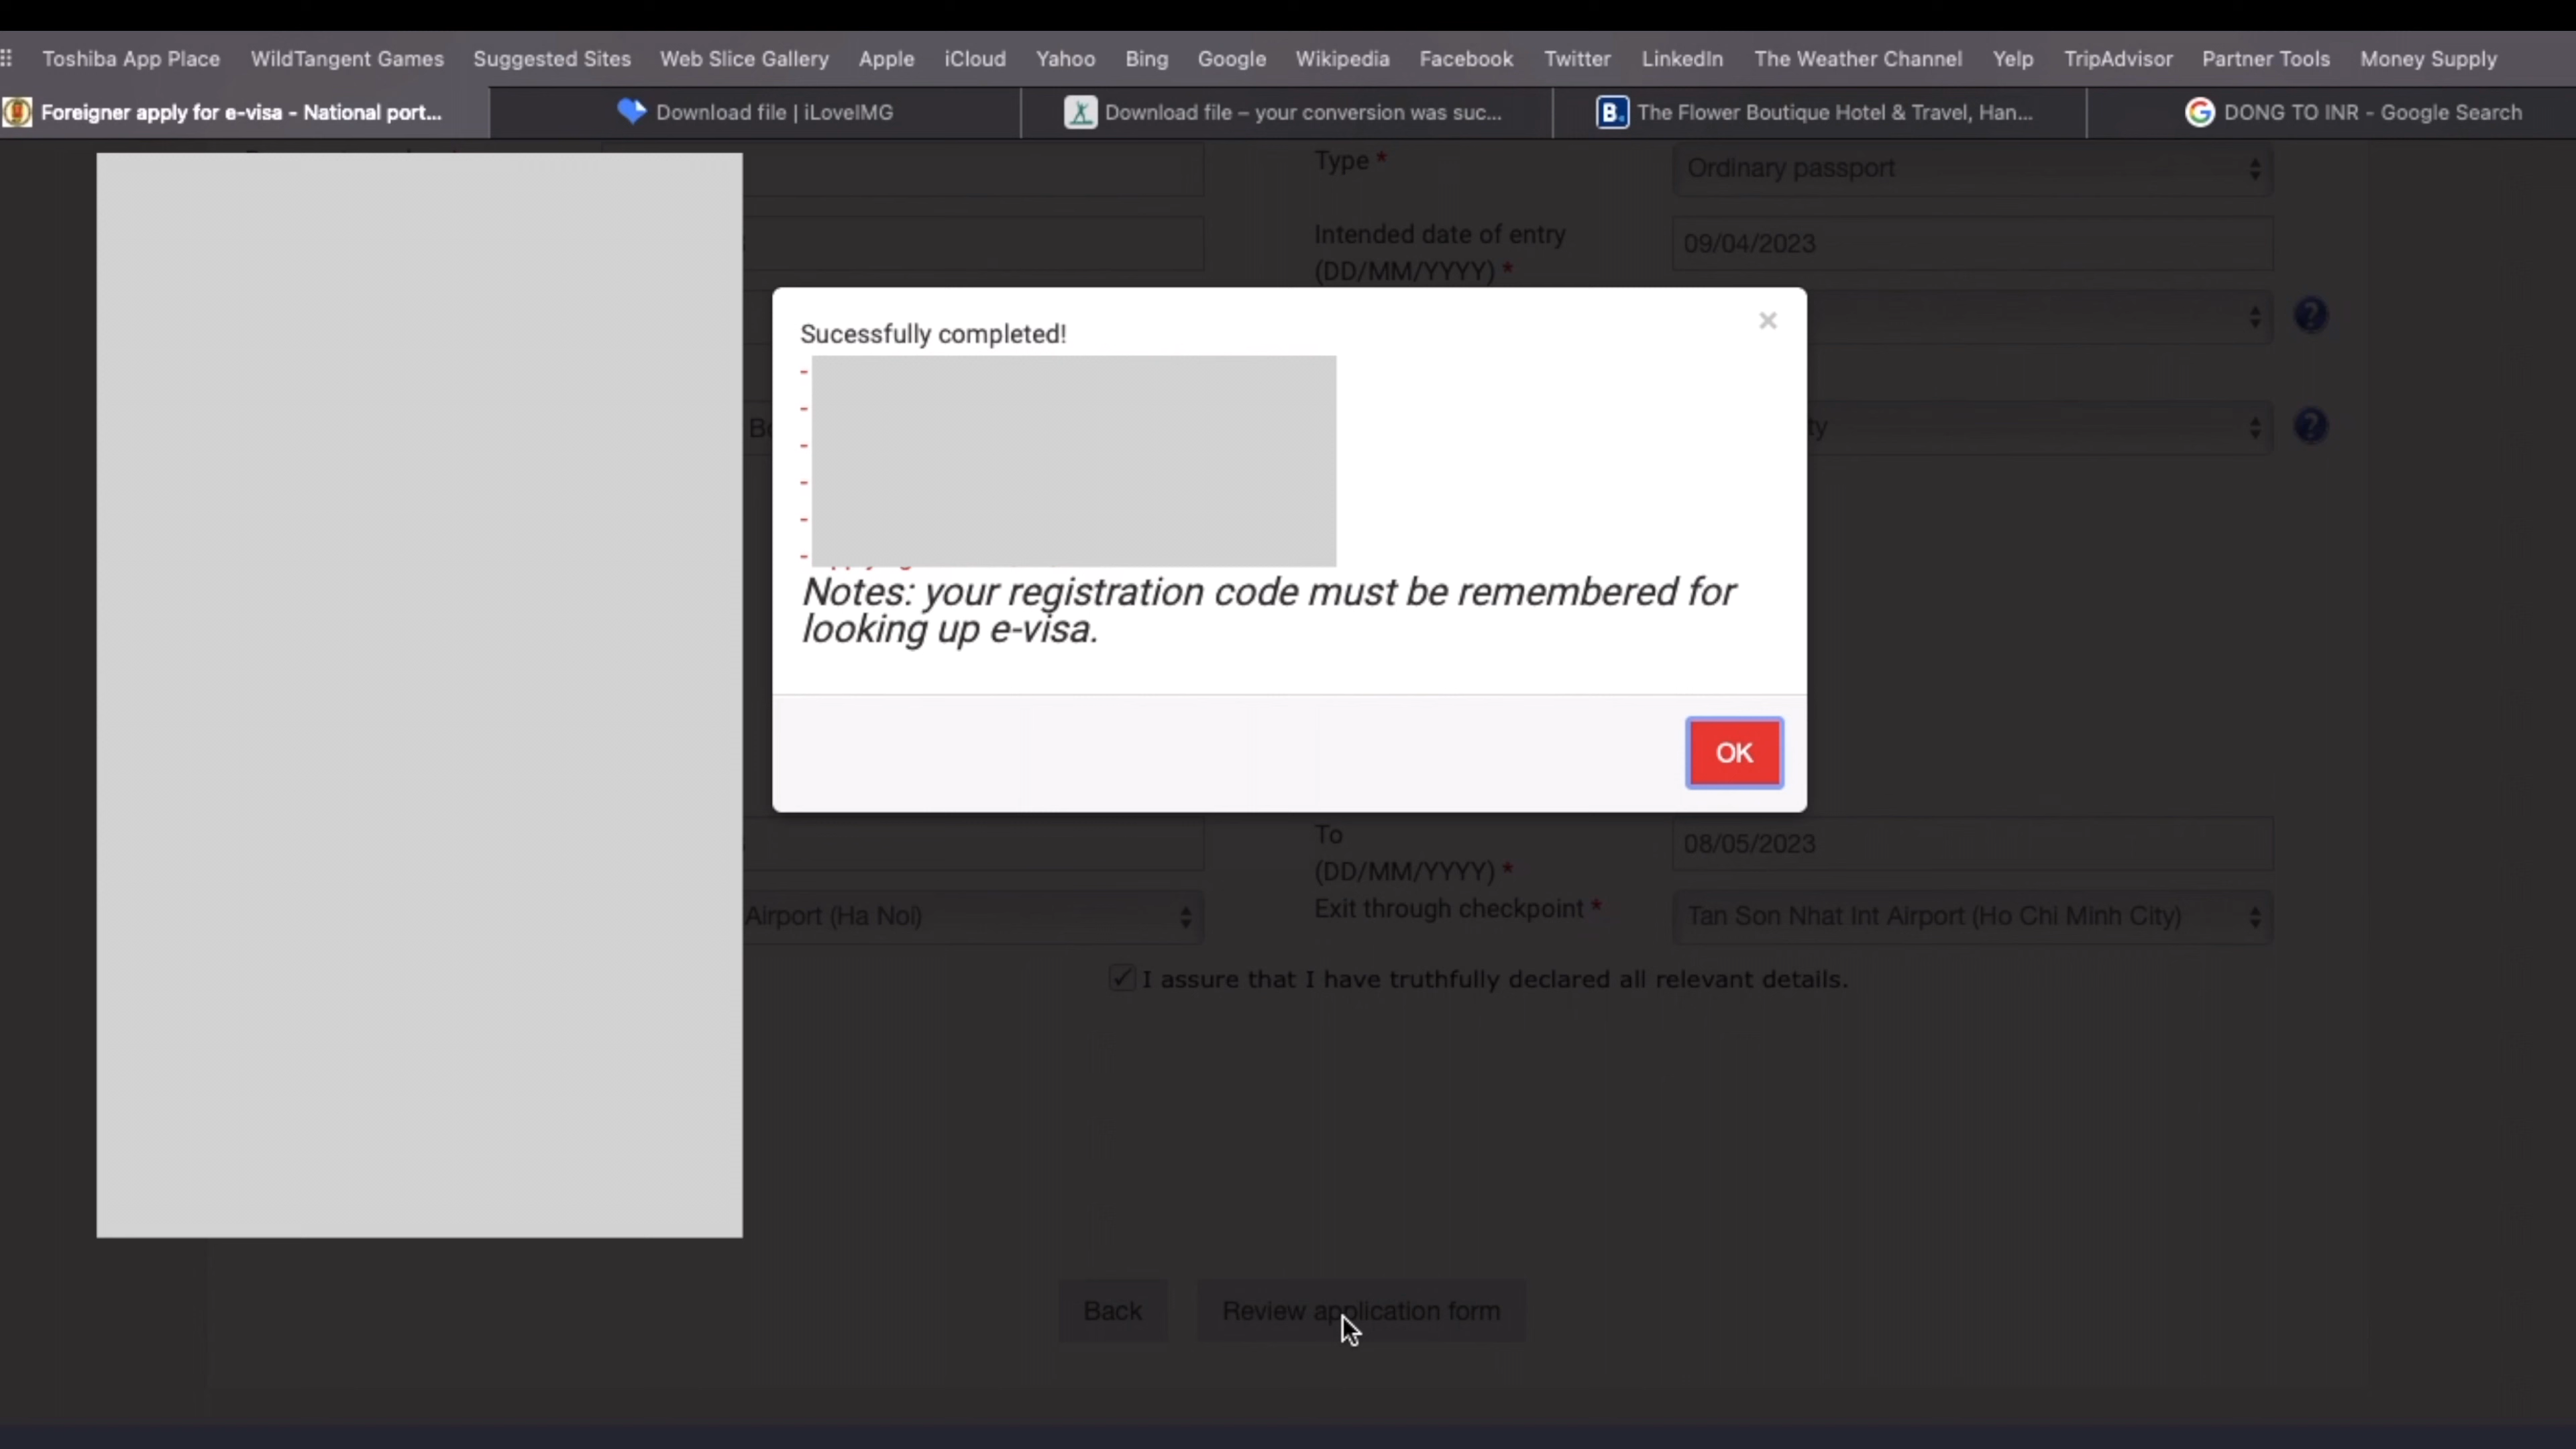 Toshiba App Place WildTangent Games Suggested Sites Web Slice Gallery Apple iCloud Yahoo Bing Google Wikipedia Facebook Twitter LinkedIn The Weather Channel Yelp TripAdvisor Partner Tools Money Supply
Foreigner apply for e-visa - National port... Download file | iLoveIMG Download file – your conversion was suc... The Flower Boutique Hotel & Travel, Han... DONG TO INR - Google Search
Type * Ordinary passport
Intended date of entry 09/04/2023
(DD/MM/YYYY) *
Sucessfully completed!
-
-
-
-
-
-
Notes: your registration code must be remembered for
looking up e-visa.
OK
To 08/05/2023
(DD/MM/YYYY) *
Airport (Ha Noi) Exit through checkpoint * Tan Son Nhat Int Airport (Ho Chi Minh City)
I assure that I have truthfully declared all relevant details.
Back Review application form